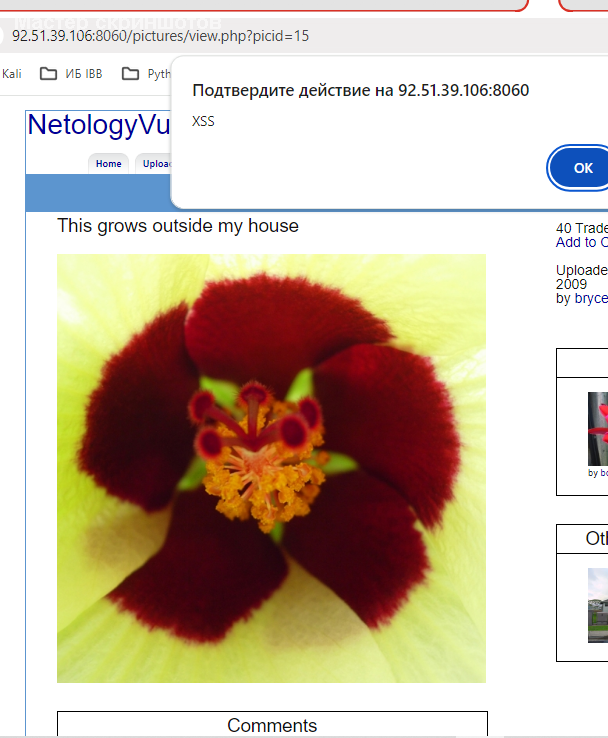 Мастер скриншотов
92.51.39.106:8060/pictures/view.php?picid=15
Kali
ИБ IBB
Pyth
Подтвердите действие на 92.51.39.106:8060
XSS
OK
NetologyVu
Home
Uploa
This grows outside my house
40 Trade
Add to C
Uploade
2009
by bryce
by bo
Oth
Comments